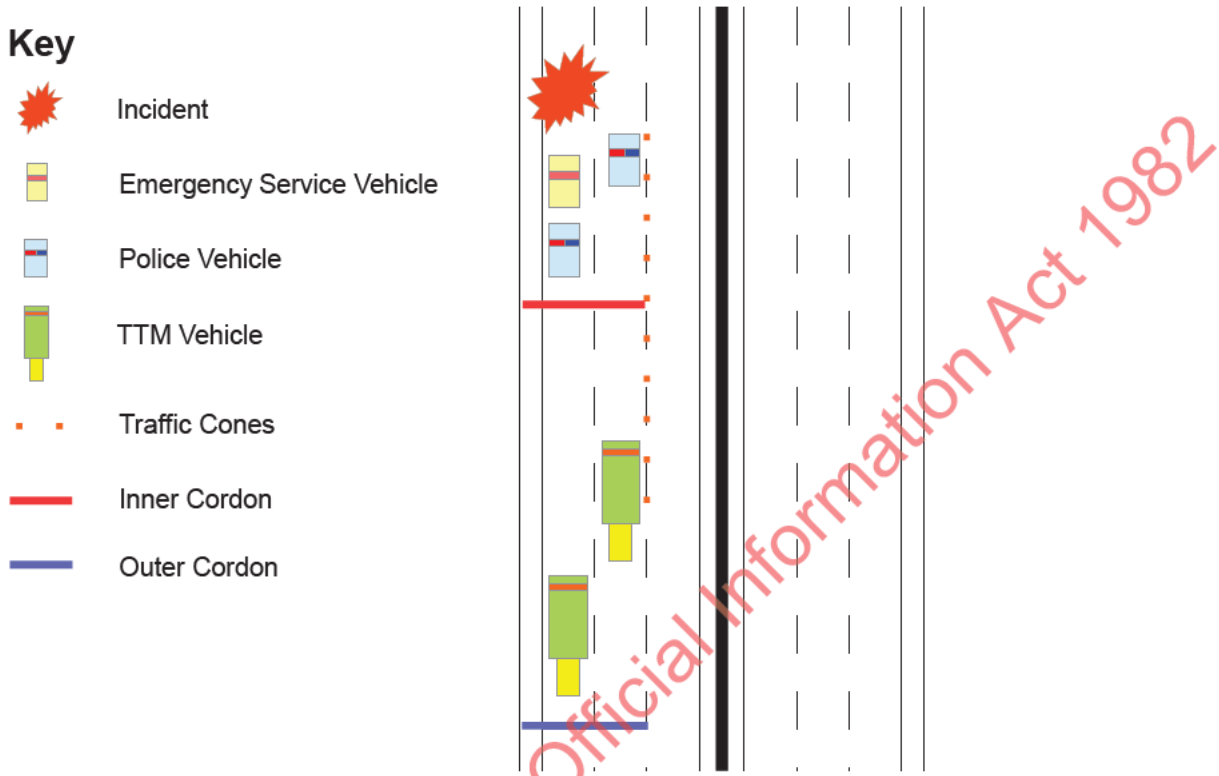 Key
Incident
Emergency Service Vehicle
Police Vehicle
TTM Vehicle
Traffic Cones
Inner Cordon
Outer Cordon
Official Information Act 1982